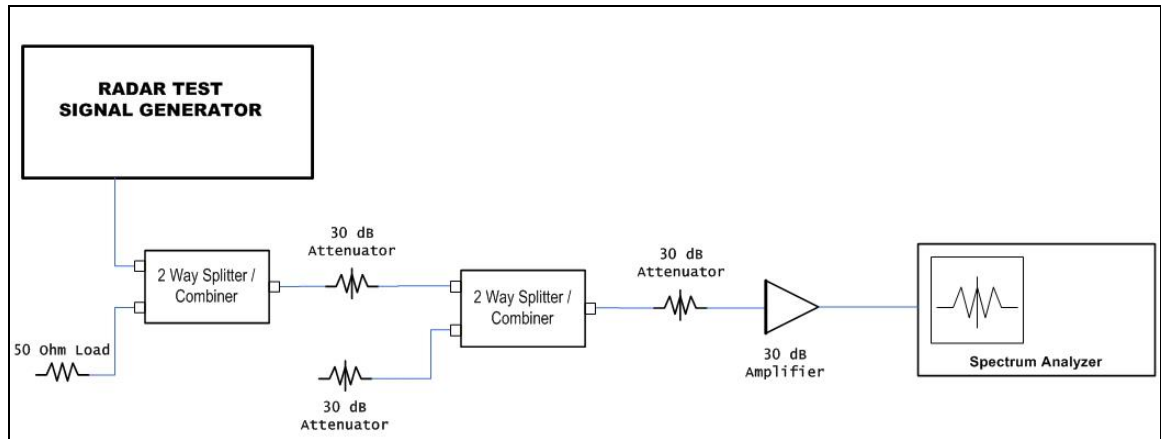 RADAR TEST
SIGNAL GENERATOR
30 dB
Attenuator
30 dB
Attenuator
2 Way Splitter /
Combiner
2 Way Splitter /
Combiner
50 Ohm Load
30 dB
Amplifier
Spectrum Analyzer
30 dB
Attenuator